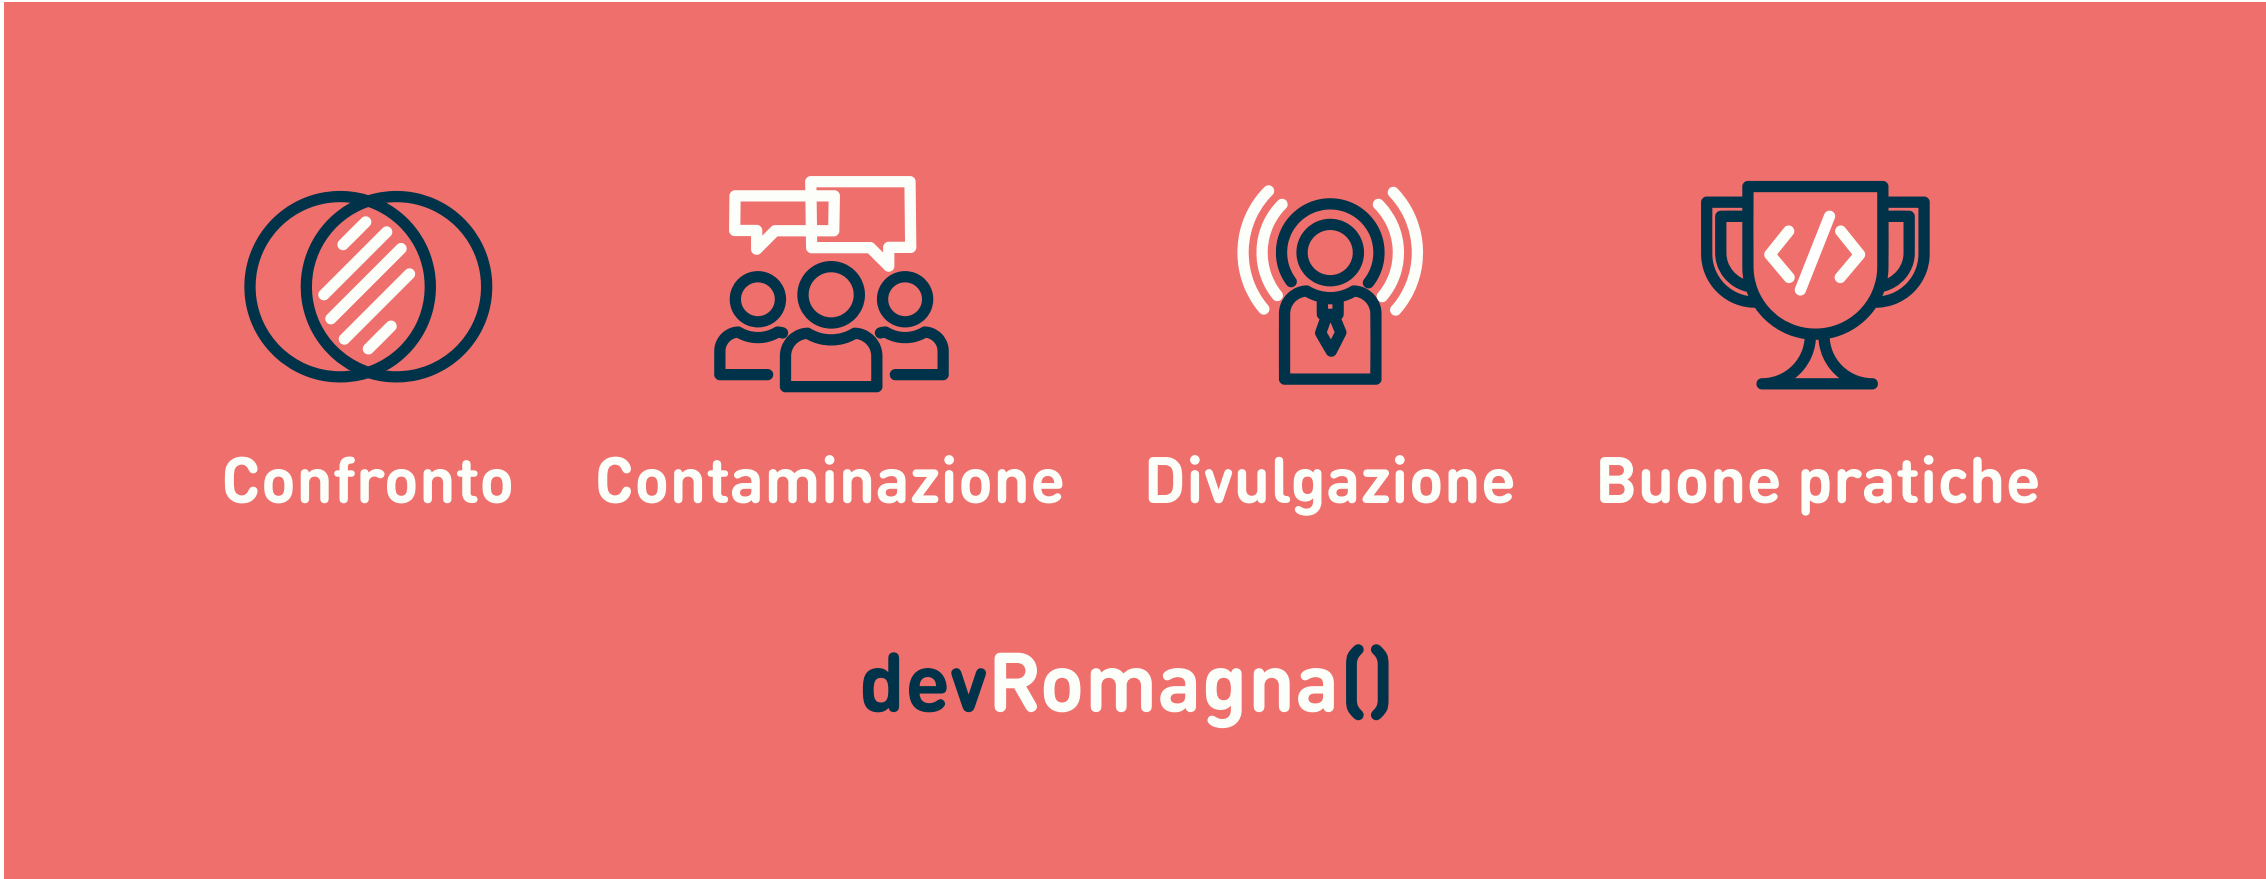 </>
Confronto Contaminazione Divulgazione Buone pratiche
devRomagna()